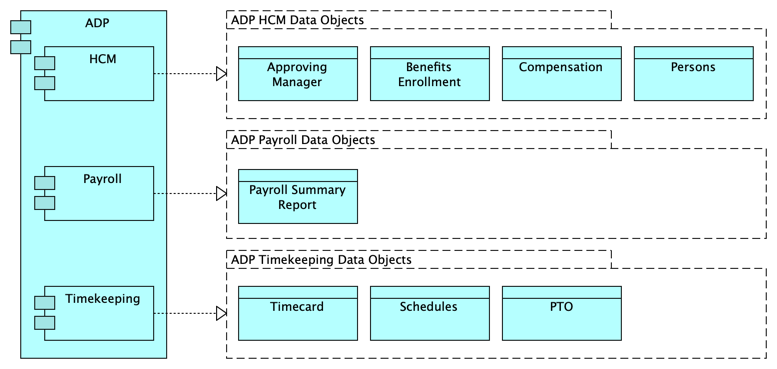 ADP
HCM
Payroll
Timekeeping
ADP HCM Data Objects
Approving
Manager
Benefits
Enrollment
Compensation
Persons
ADP Payroll Data Objects
Payroll Summary
Report
ADP Timekeeping Data Objects
Timecard
Schedules
PTO